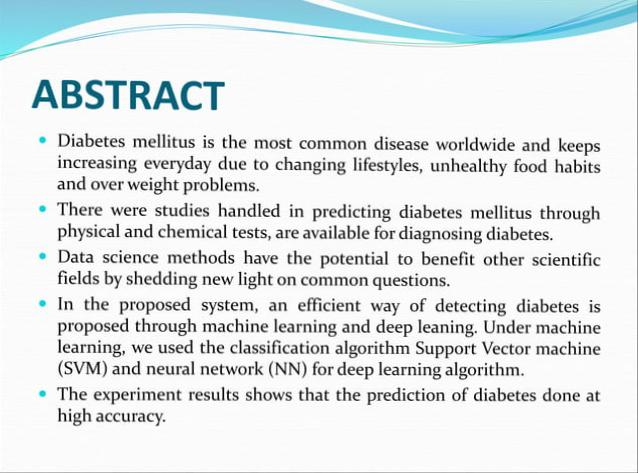 ABSTRACT
Diabetes mellitus is the most common disease worldwide and keeps
increasing everyday due to changing lifestyles, unhealthy food habits
and over weight problems.
There were studies handled in predicting diabetes mellitus through
physical and chemical tests, are available for diagnosing diabetes.
Data science methods have the potential to benefit other scientific
fields by shedding new light on common questions.
In the proposed system, an efficient way of detecting diabetes is
proposed through machine learning and deep leaning. Under machine
learning, we used the classification algorithm Support Vector machine
(SVM) and neural network (NN) for deep learning algorithm.
The experiment results shows that the prediction of diabetes done at
high accuracy.